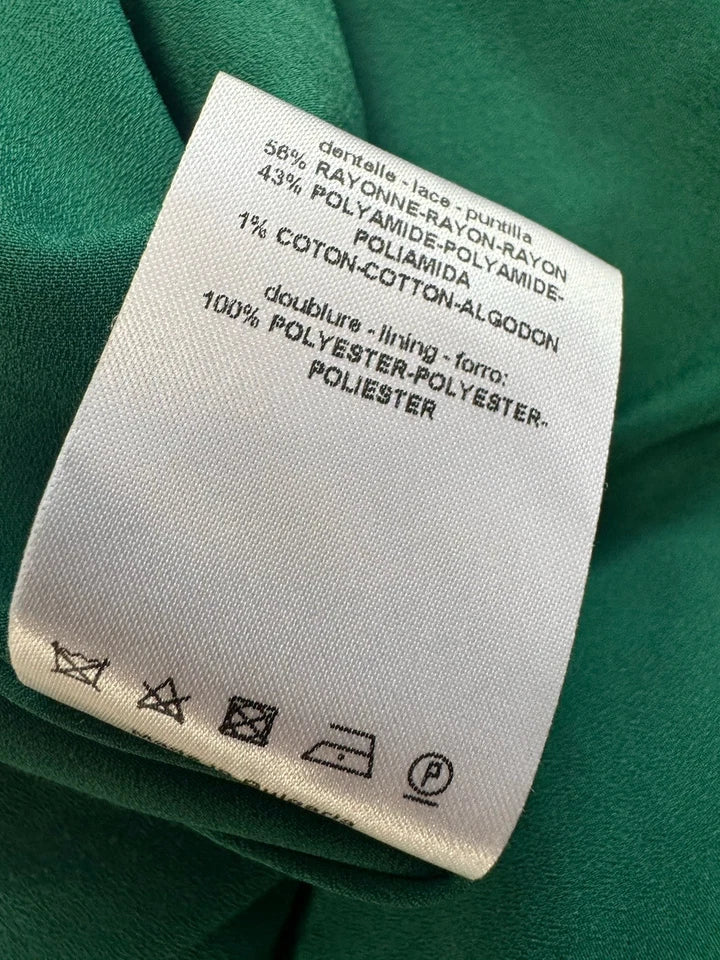 dentelle - lace - puntilla
56% RAYONNE-RAYON-RAYON
43% POLYAMIDE-POLYAMIDE-
POLIAMIDA
1% COTON-COTTON-ALGODON
doublure - lining - forro:
100% POLYESTER-POLYESTER-
POLIESTER
P